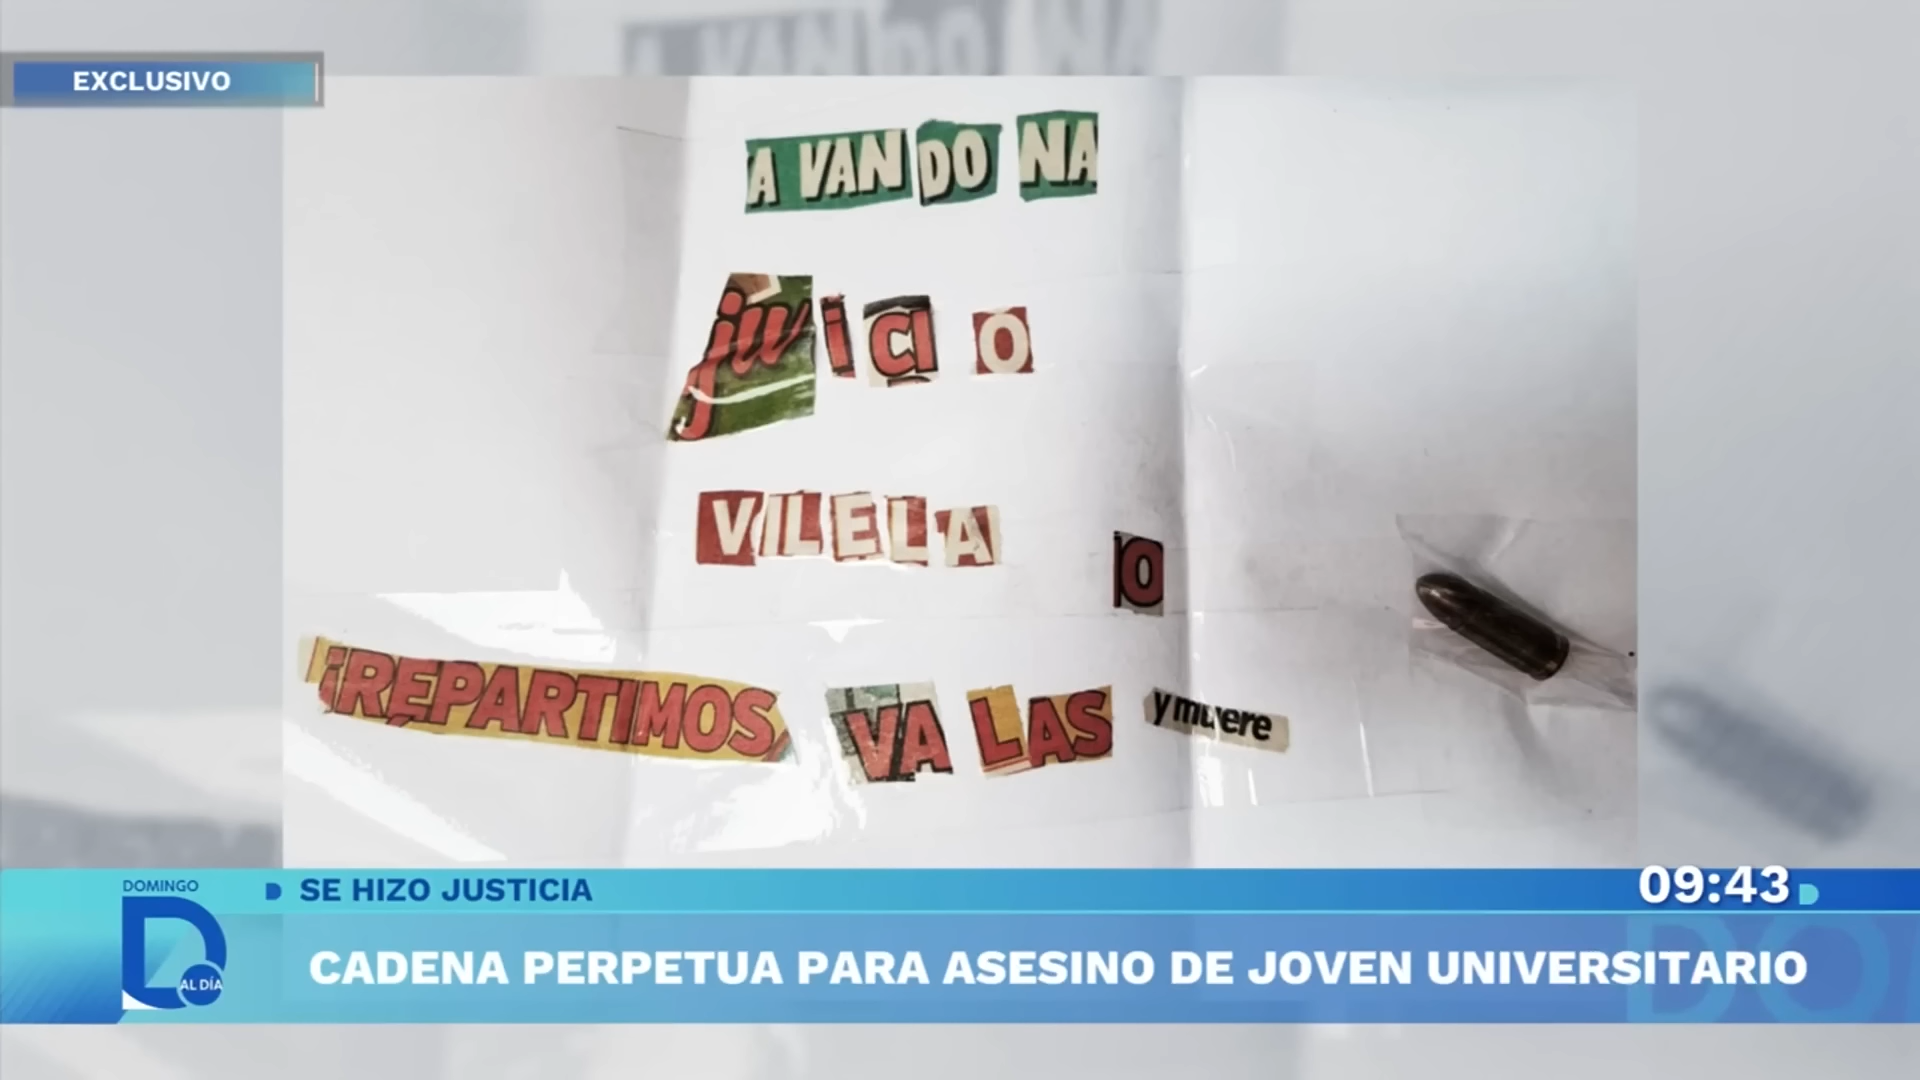 EXCLUSIVO
A VAN DO NA
juicio
VILELA O
¡REPARTIMOS VA LAS y muere
DOMINGO
AL DÍA
SE HIZO JUSTICIA
09:43
CADENA PERPETUA PARA ASESINO DE JOVEN UNIVERSITARIO